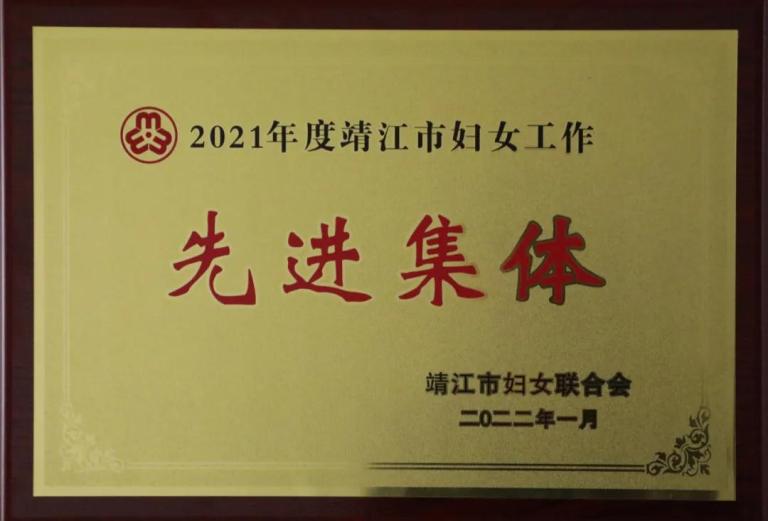 2021年度靖江市妇女工作
先进集体
靖江市妇女联合会
二〇二二年一月